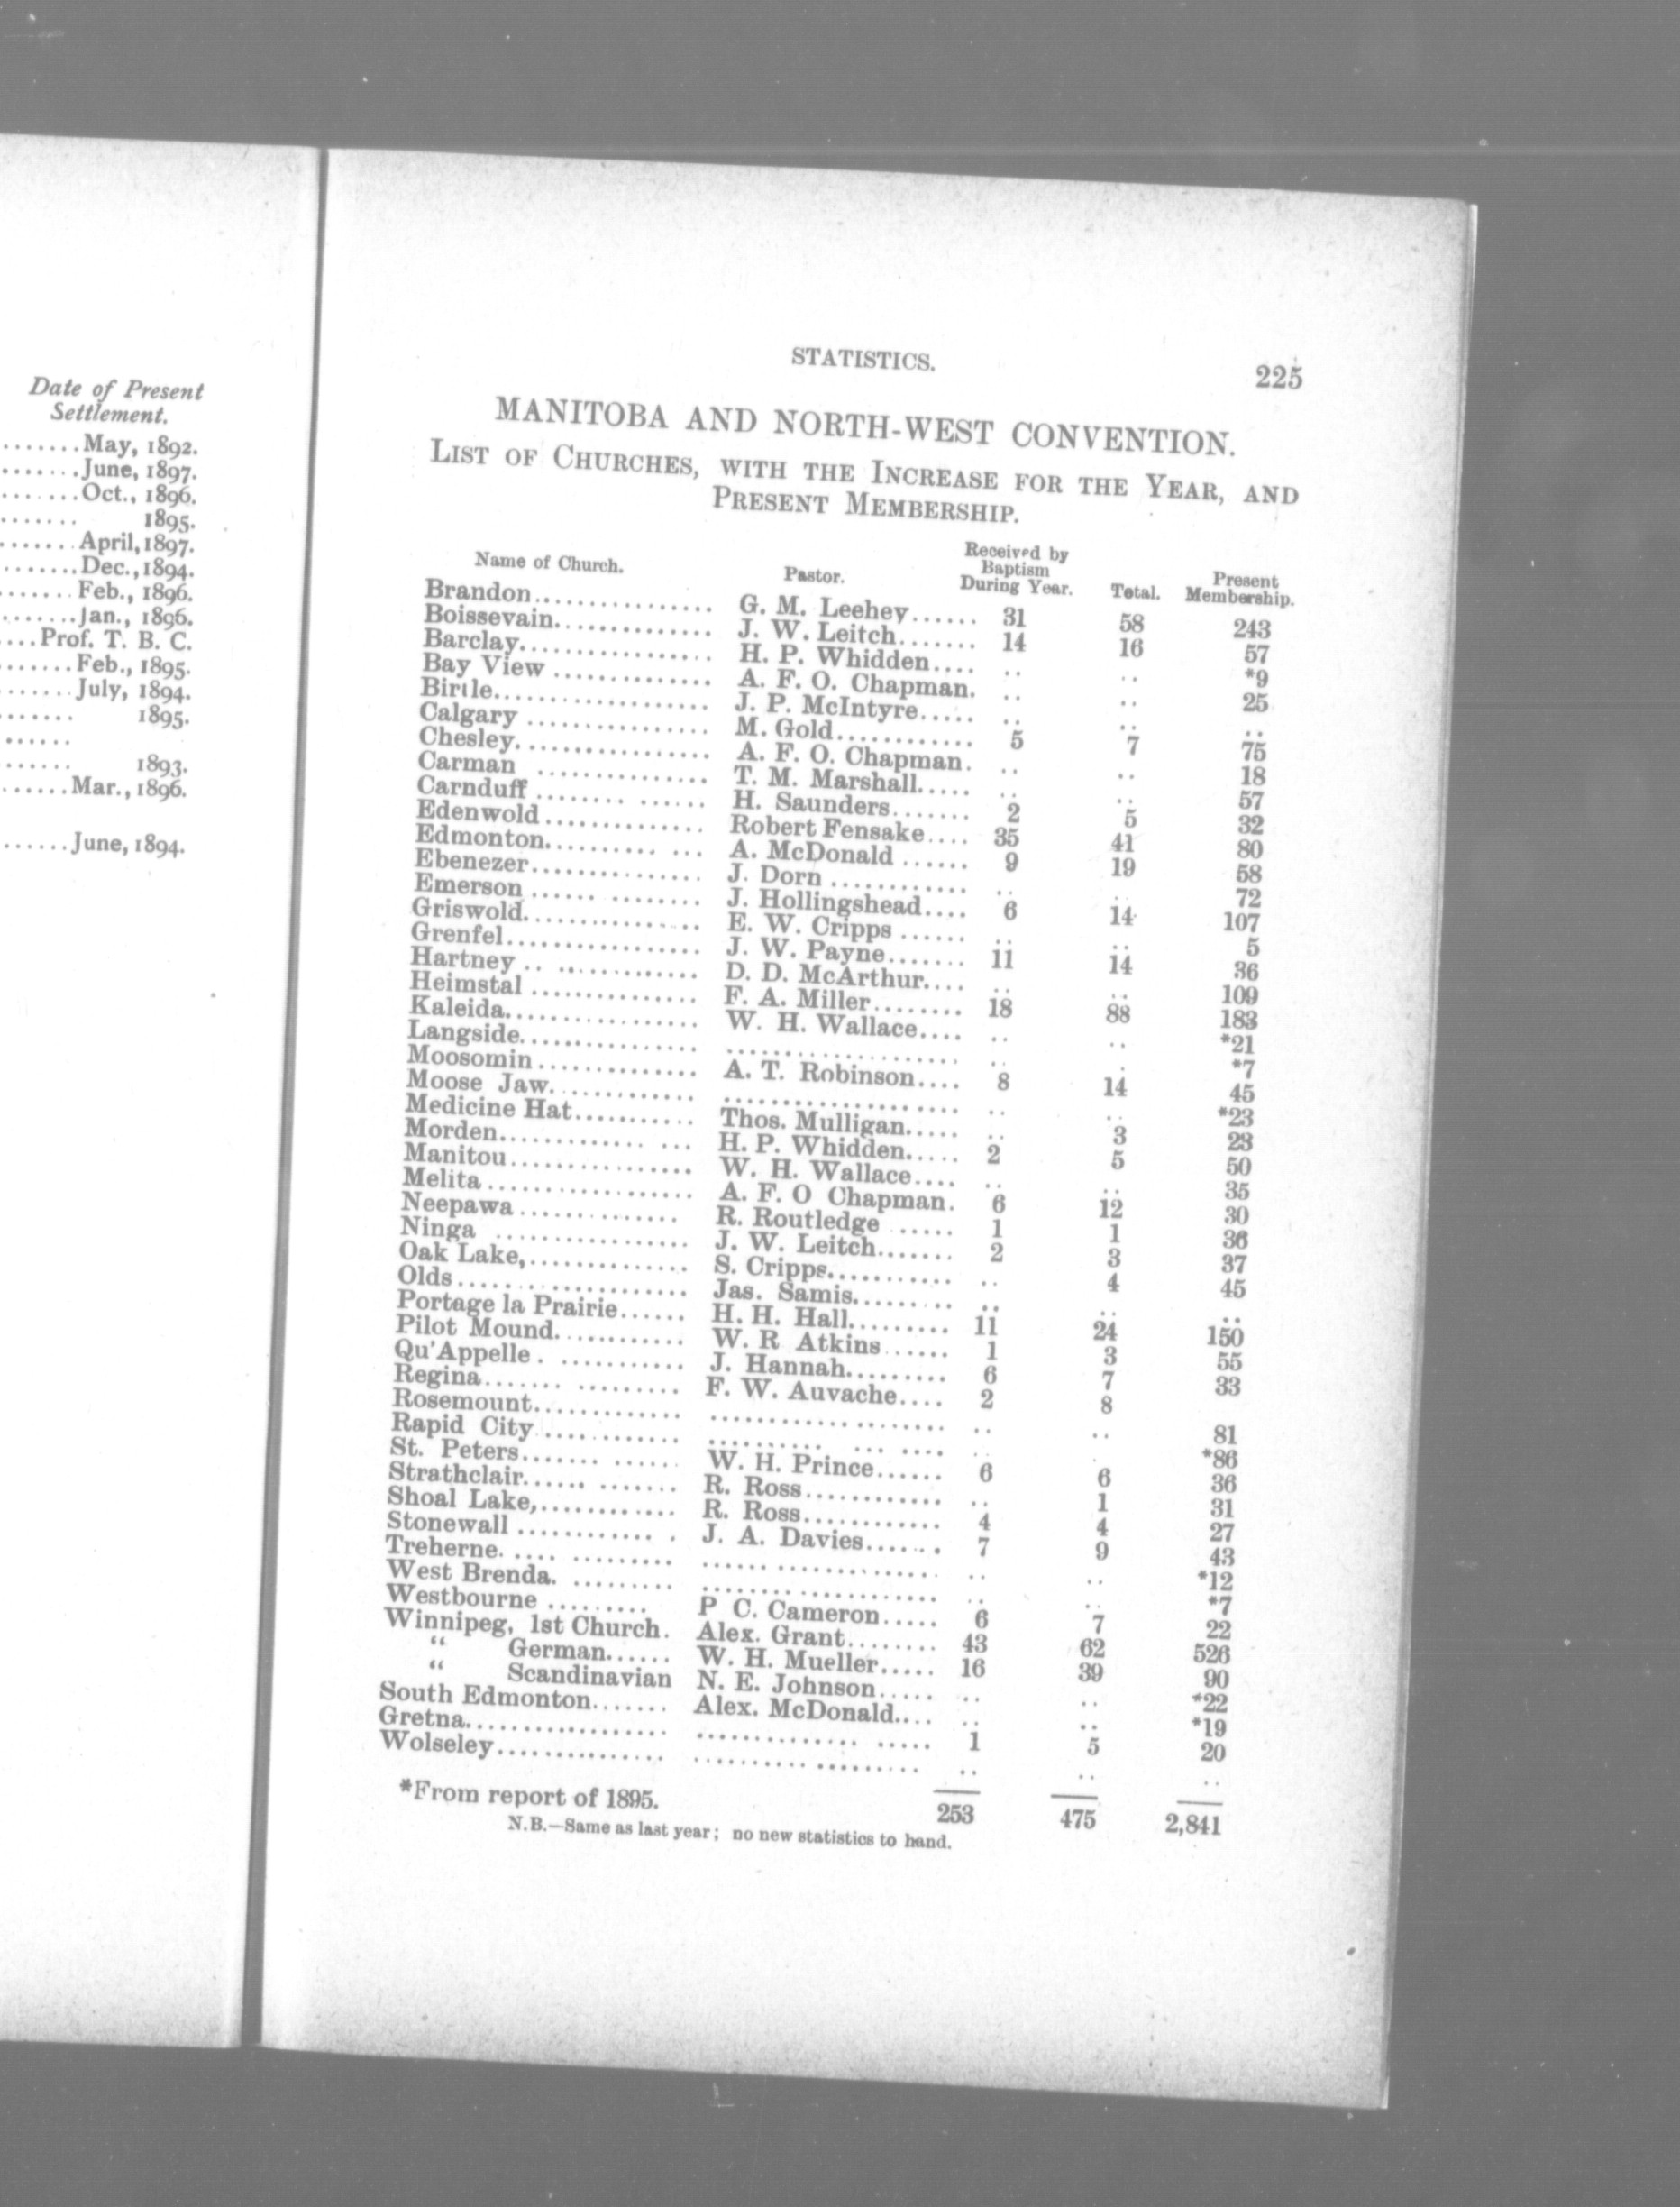 Date of Present
Settlement.
.......May, 1892.
.......June, 1897.
.......Oct., 1896.
....... 1895.
.......April, 1897.
.......Dec., 1894.
.......Feb., 1896.
.......Jan., 1896.
....Prof. T. B. C.
.......Feb., 1895.
.......July, 1894.
....... 1895.
......
...... 1893.
......Mar., 1896.
......June, 1894.
STATISTICS. 225
MANITOBA AND NORTH-WEST CONVENTION.
LIST OF CHURCHES, WITH THE INCREASE FOR THE YEAR, AND
PRESENT MEMBERSHIP.
Name of Church. Pastor. Received by Baptism During Year. Total. Present Membership.
Brandon............... G. M. Leehey...... 31 58 243
Boissevain.............. J. W. Leitch....... 14 16 57
Barclay................. H. P. Whidden.... .. .. *9
Bay View .............. A. F. O. Chapman. .. .. 25
Birtle................... J. P. McIntyre..... .. .. ..
Calgary ................ M. Gold............ 5 7 75
Chesley................. A. F. O. Chapman. .. .. 18
Carman ............... T. M. Marshall..... .. .. 57
Carnduff ........ ...... H. Saunders....... 2 5 32
Edenwold.............. Robert Fensake.... 35 41 80
Edmonton.......... ... A. McDonald ...... 9 19 58
Ebenezer............... J. Dorn ............ .. .. 72
Emerson ...... ........ J. Hollingshead.... 6 14 107
Griswold............... E. W. Cripps ...... .. .. 5
Grenfel................. J. W. Payne....... 11 14 36
Hartney .. ............ D. D. McArthur.... .. .. 109
Heimstal .............. F. A. Miller........ 18 88 183
Kaleida................. W. H. Wallace.... .. .. *21
Langside............... .................... .. . *7
Moosomin.............. A. T. Robinson.... 8 14 45
Moose Jaw............. .................... .. .. *23
Medicine Hat.......... Thos. Mulligan..... .. 3 28
Morden............. ... H. P. Whidden..... 2 5 50
Manitou................ W. H. Wallace.... .. .. 35
Melita .................. A. F. O Chapman. 6 12 30
Neepawa.............. R. Routledge ..... 1 1 36
Ninga ................. J. W. Leitch....... 2 3 37
Oak Lake,.............. S. Cripps........... .. 4 45
Olds.................... Jas. Samis......... .. .. ..
Portage la Prairie...... H. H. Hall......... 11 24 150
Pilot Mound............ W. R Atkins...... 1 3 55
Qu'Appelle. ........... J. Hannah......... 6 7 33
Regina....... ......... F. W. Auvache.... 2 8
Rosemount............. .................... .. .. 81
Rapid City............. .......... ... .... .. . *86
St. Peters....... ...... W. H. Prince...... 6 6 36
Strathclair...... ....... R. Ross............ .. 1 31
Shoal Lake,............ R. Ross............ 4 4 27
Stonewall ............ . J. A. Davies...... . 7 9 43
Treherne. .... ......... .................... .. .. *12
West Brenda. ......... .................... .. .. *7
Westbourne ......... P C. Cameron..... 6 7 22
Winnipeg, 1st Church. Alex. Grant........ 43 62 526
“ German...... W. H. Mueller..... 16 39 90
“ Scandinavian N. E. Johnson..... .. .. *22
South Edmonton....... Alex. McDonald.... .. .. *19
Gretna.................. .............. ..... 1 5 20
Wolseley............... .................... .. .. ..
*From report of 1895. 253 475 2,841
N.B.—Same as last year; no new statistics to hand.